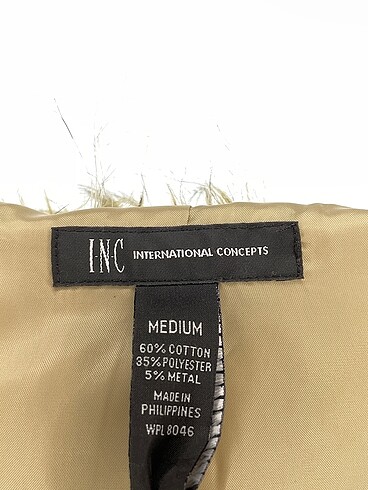 I·N·C INTERNATIONAL CONCEPTS
MEDIUM
60% COTTON
35% POLYESTER
5% METAL
MADE IN
PHILIPPINES
WPL 8046